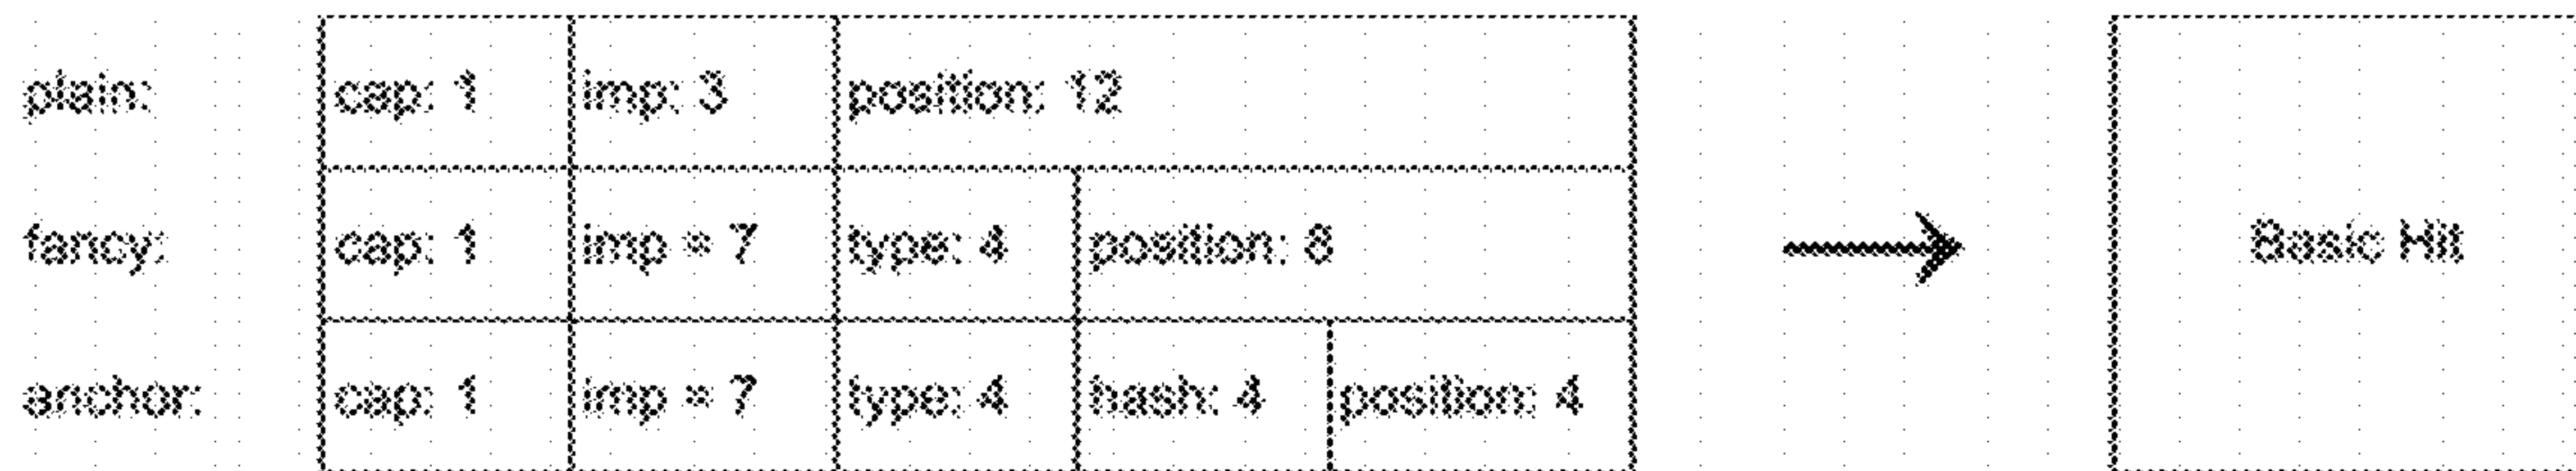 plain: cap: 1 imp: 3 position: 12
fancy: cap: 1 imp = 7 type: 4 position: 8 Basic Hit
anchor: cap: 1 imp = 7 type: 4 hash: 4 position: 4